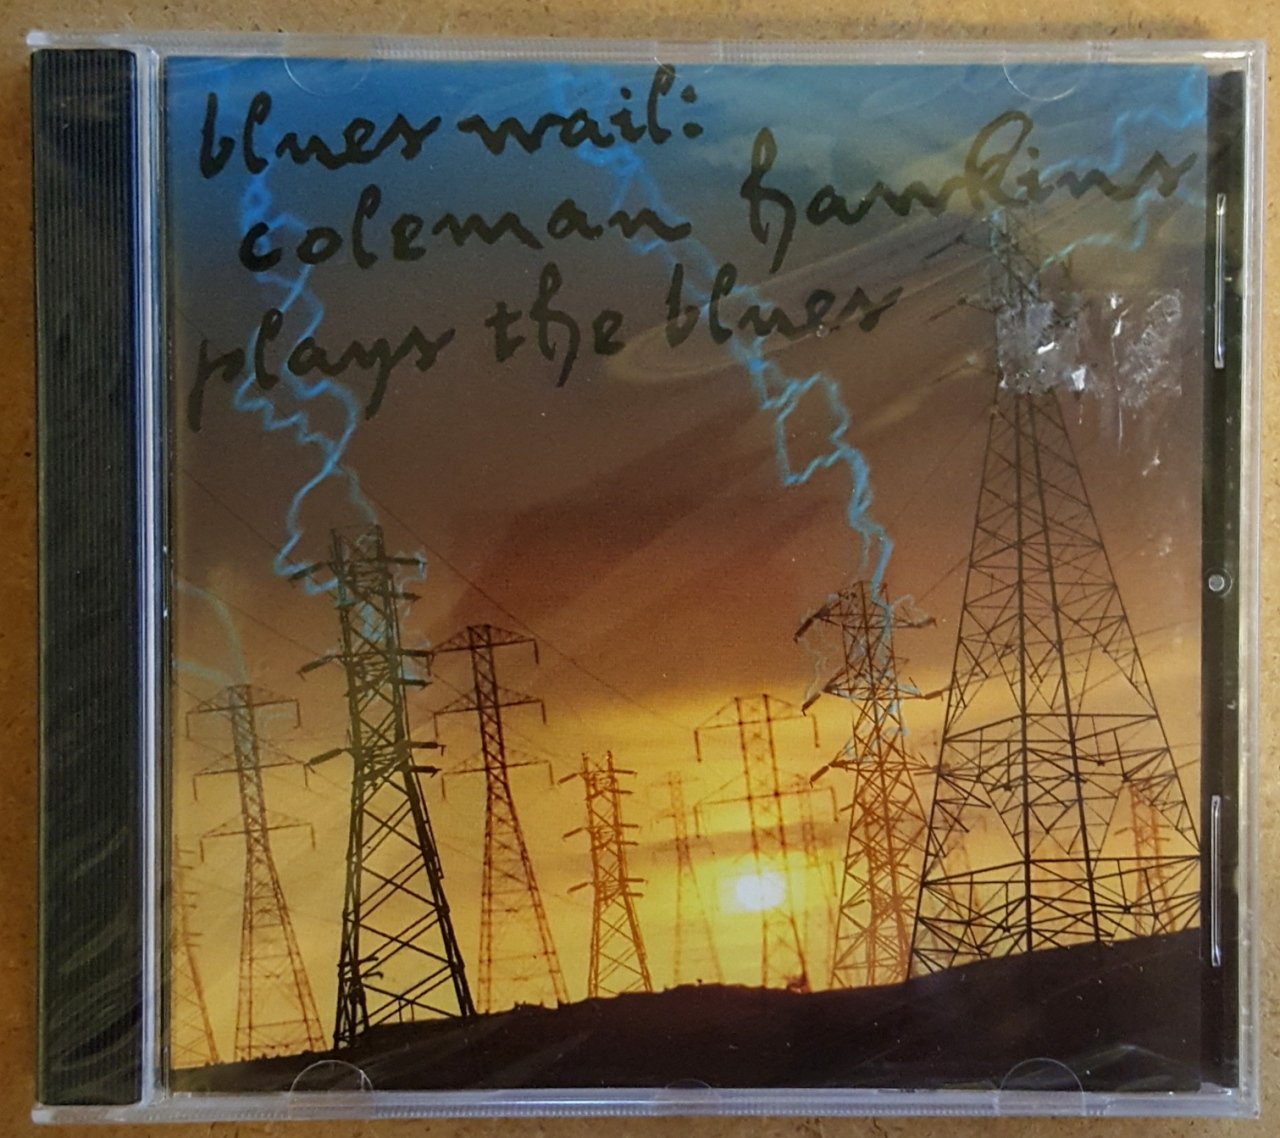 blues wail:
coleman hawkins
plays the blues